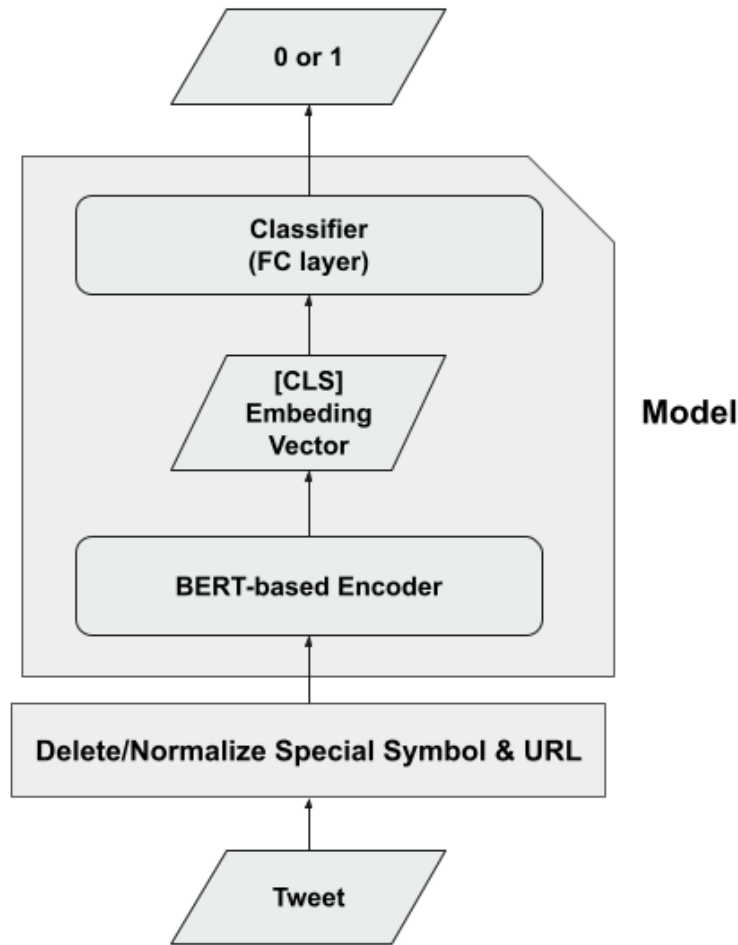 0 or 1
Classifier
(FC layer)
[CLS]
Embeding
Vector
Model
BERT-based Encoder
Delete/Normalize Special Symbol & URL
Tweet